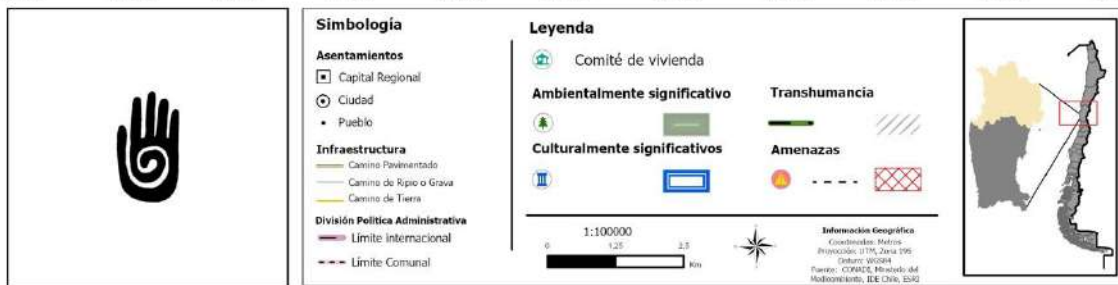 Simbología
Asentamientos
Capital Regional
Ciudad
Pueblo
Infraestructura
Camino Pavimentado
Camino de Ripio o Grava
Camino de Tierra
División Política Administrativa
Límite internacional
Límite Comunal
Leyenda
Comité de vivienda
Ambientalmente significativo
Transhumancia
Culturalmente significativos
Amenazas
1:100000
0 1,25 2,5
Km
Información Geográfica
Coordenadas: Metros
Proyección: UTM, Zona 19S
Datum: WGS84
Fuente: CONADI, Ministerio del
Medioambiente, IDE Chile, ESRI